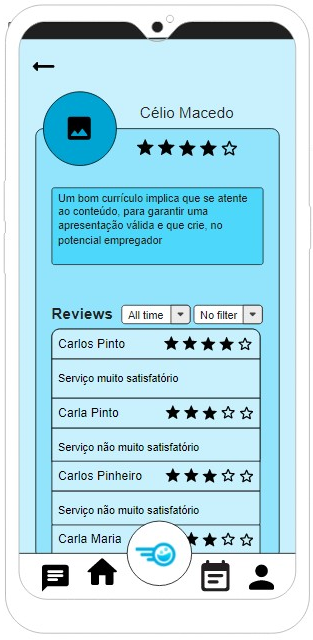 Célio Macedo
Um bom currículo implica que se atente
ao conteúdo, para garantir uma
apresentação válida e que crie, no
potencial empregador
Reviews
All time
No filter
Carlos Pinto
Serviço muito satisfatório
Carla Pinto
Serviço não muito satisfatório
Carlos Pinheiro
Serviço não muito satisfatório
Carla Maria